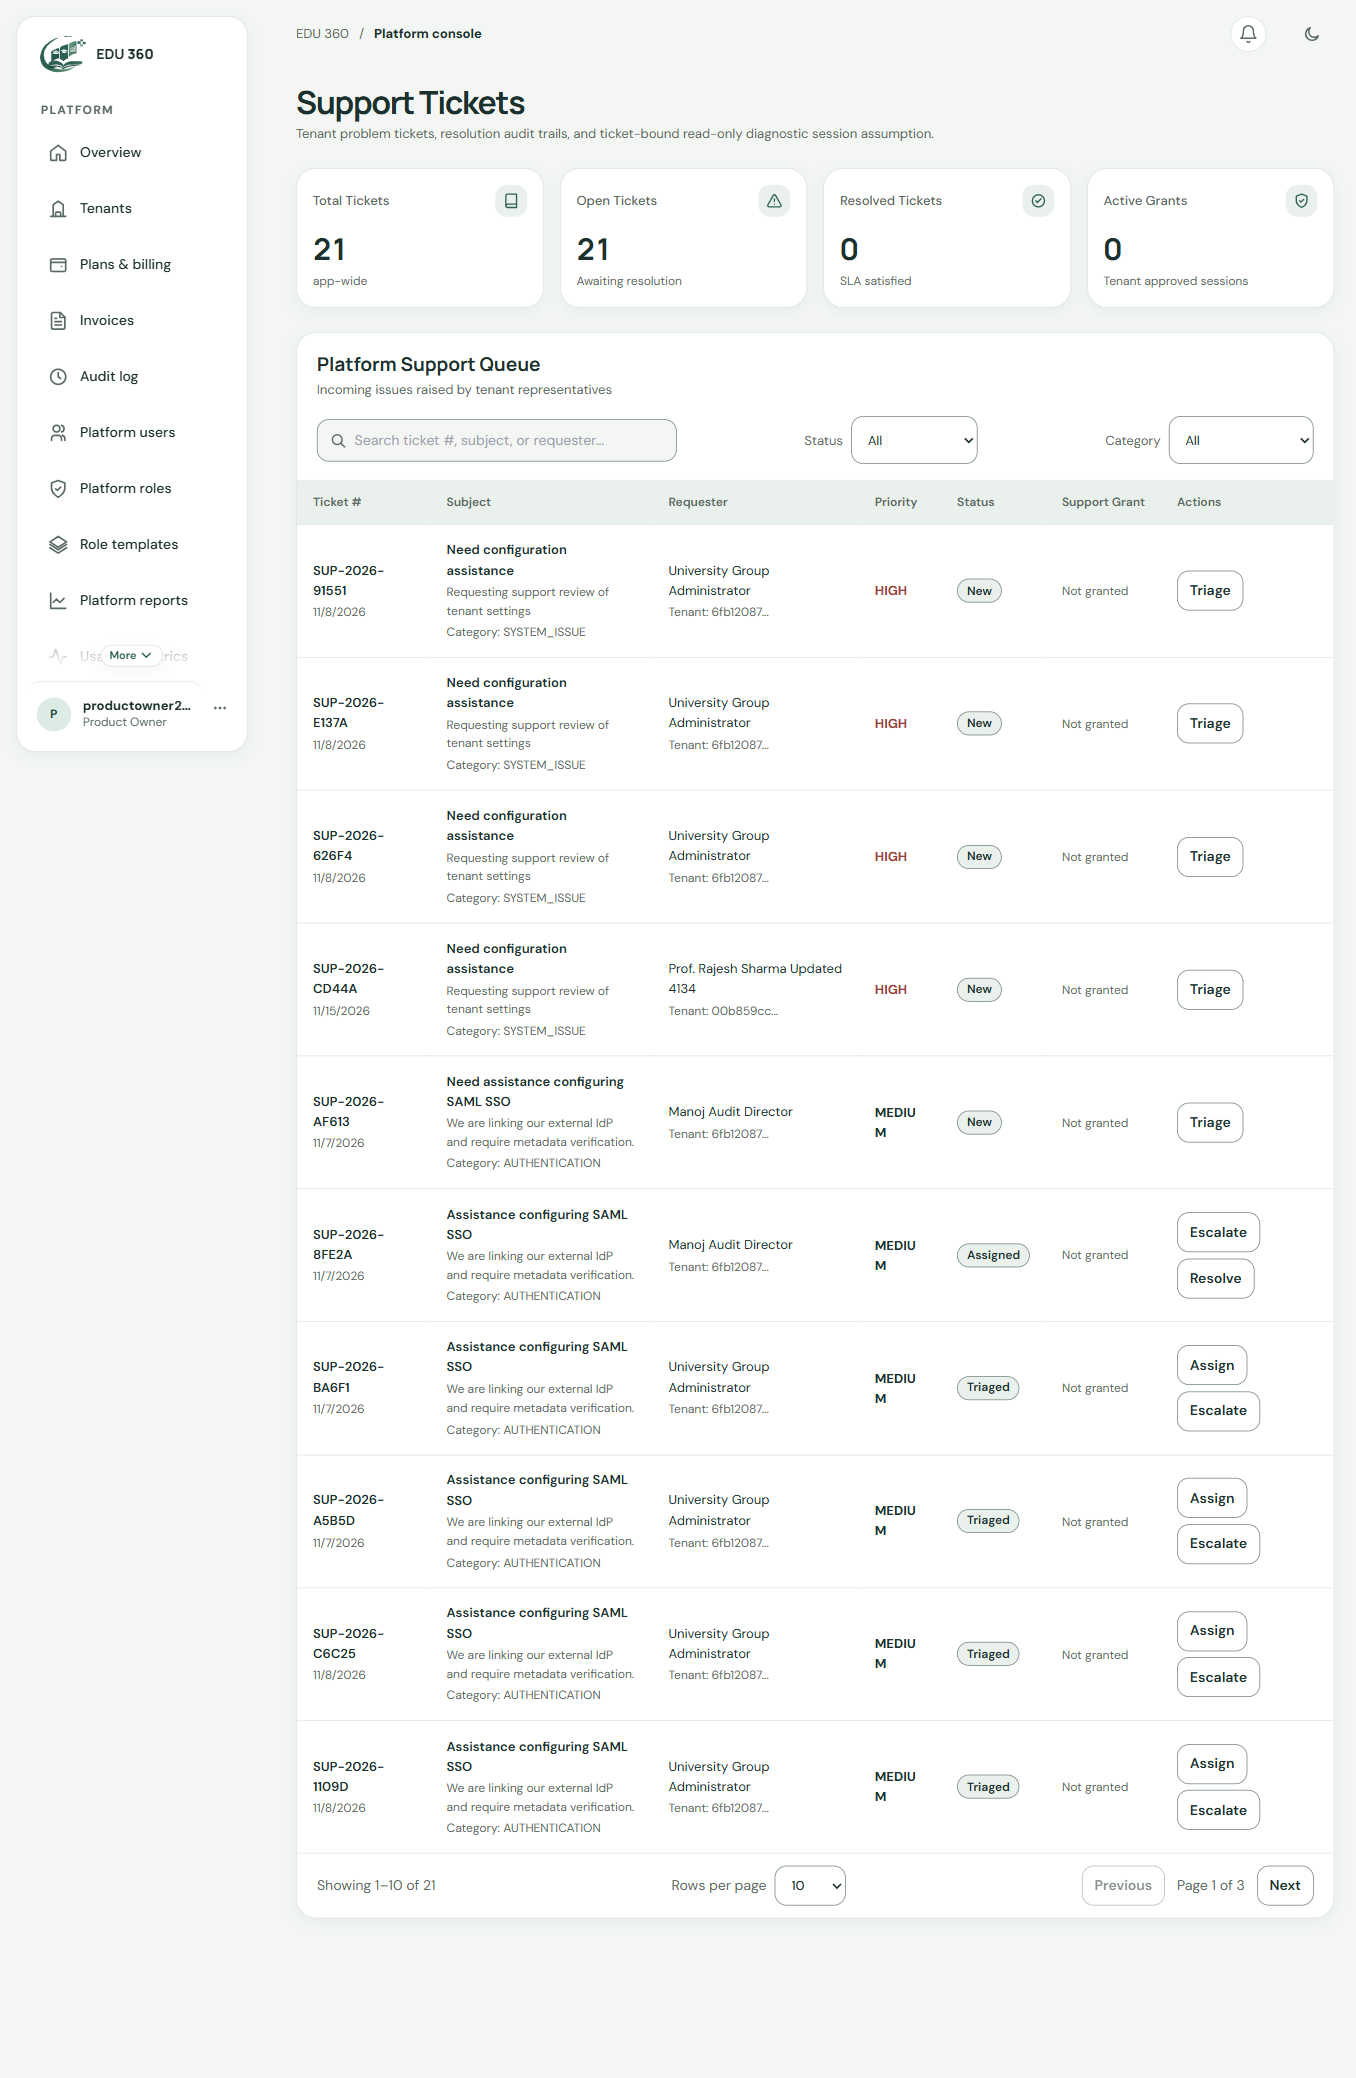 EDU 360
PLATFORM
Overview
Tenants
Plans & billing
Invoices
Audit log
Platform users
Platform roles
Role templates
Platform reports
More
P
productowner2...
Product Owner
EDU 360 / Platform console
Support Tickets
Tenant problem tickets, resolution audit trails, and ticket-bound read-only diagnostic session assumption.
Total Tickets
21
app-wide
Open Tickets
21
Awaiting resolution
Resolved Tickets
0
SLA satisfied
Active Grants
0
Tenant approved sessions
Platform Support Queue
Incoming issues raised by tenant representatives
Search ticket #, subject, or requester...
Status All
Category All
Ticket # Subject Requester Priority Status Support Grant Actions
SUP-2026-
91551
11/8/2026
Need configuration
assistance
Requesting support review of
tenant settings
Category: SYSTEM_ISSUE
University Group
Administrator
Tenant: 6fb12087...
HIGH
New
Not granted
Triage
SUP-2026-
E137A
11/8/2026
Need configuration
assistance
Requesting support review of
tenant settings
Category: SYSTEM_ISSUE
University Group
Administrator
Tenant: 6fb12087...
HIGH
New
Not granted
Triage
SUP-2026-
626F4
11/8/2026
Need configuration
assistance
Requesting support review of
tenant settings
Category: SYSTEM_ISSUE
University Group
Administrator
Tenant: 6fb12087...
HIGH
New
Not granted
Triage
SUP-2026-
CD44A
11/15/2026
Need configuration
assistance
Requesting support review of
tenant settings
Category: SYSTEM_ISSUE
Prof. Rajesh Sharma Updated
4134
Tenant: 00b859cc...
HIGH
New
Not granted
Triage
SUP-2026-
AF613
11/7/2026
Need assistance configuring
SAML SSO
We are linking our external IdP
and require metadata verification.
Category: AUTHENTICATION
Manoj Audit Director
Tenant: 6fb12087...
MEDIU
M
New
Not granted
Triage
SUP-2026-
8FE2A
11/7/2026
Assistance configuring SAML
SSO
We are linking our external IdP
and require metadata verification.
Category: AUTHENTICATION
Manoj Audit Director
Tenant: 6fb12087...
MEDIU
M
Assigned
Not granted
Escalate
Resolve
SUP-2026-
BA6F1
11/7/2026
Assistance configuring SAML
SSO
We are linking our external IdP
and require metadata verification.
Category: AUTHENTICATION
University Group
Administrator
Tenant: 6fb12087...
MEDIU
M
Triaged
Not granted
Assign
Escalate
SUP-2026-
A5B5D
11/7/2026
Assistance configuring SAML
SSO
We are linking our external IdP
and require metadata verification.
Category: AUTHENTICATION
University Group
Administrator
Tenant: 6fb12087...
MEDIU
M
Triaged
Not granted
Assign
Escalate
SUP-2026-
C6C25
11/8/2026
Assistance configuring SAML
SSO
We are linking our external IdP
and require metadata verification.
Category: AUTHENTICATION
University Group
Administrator
Tenant: 6fb12087...
MEDIU
M
Triaged
Not granted
Assign
Escalate
SUP-2026-
1109D
11/8/2026
Assistance configuring SAML
SSO
We are linking our external IdP
and require metadata verification.
Category: AUTHENTICATION
University Group
Administrator
Tenant: 6fb12087...
MEDIU
M
Triaged
Not granted
Assign
Escalate
Showing 1–10 of 21
Rows per page 10
Previous Page 1 of 3 Next